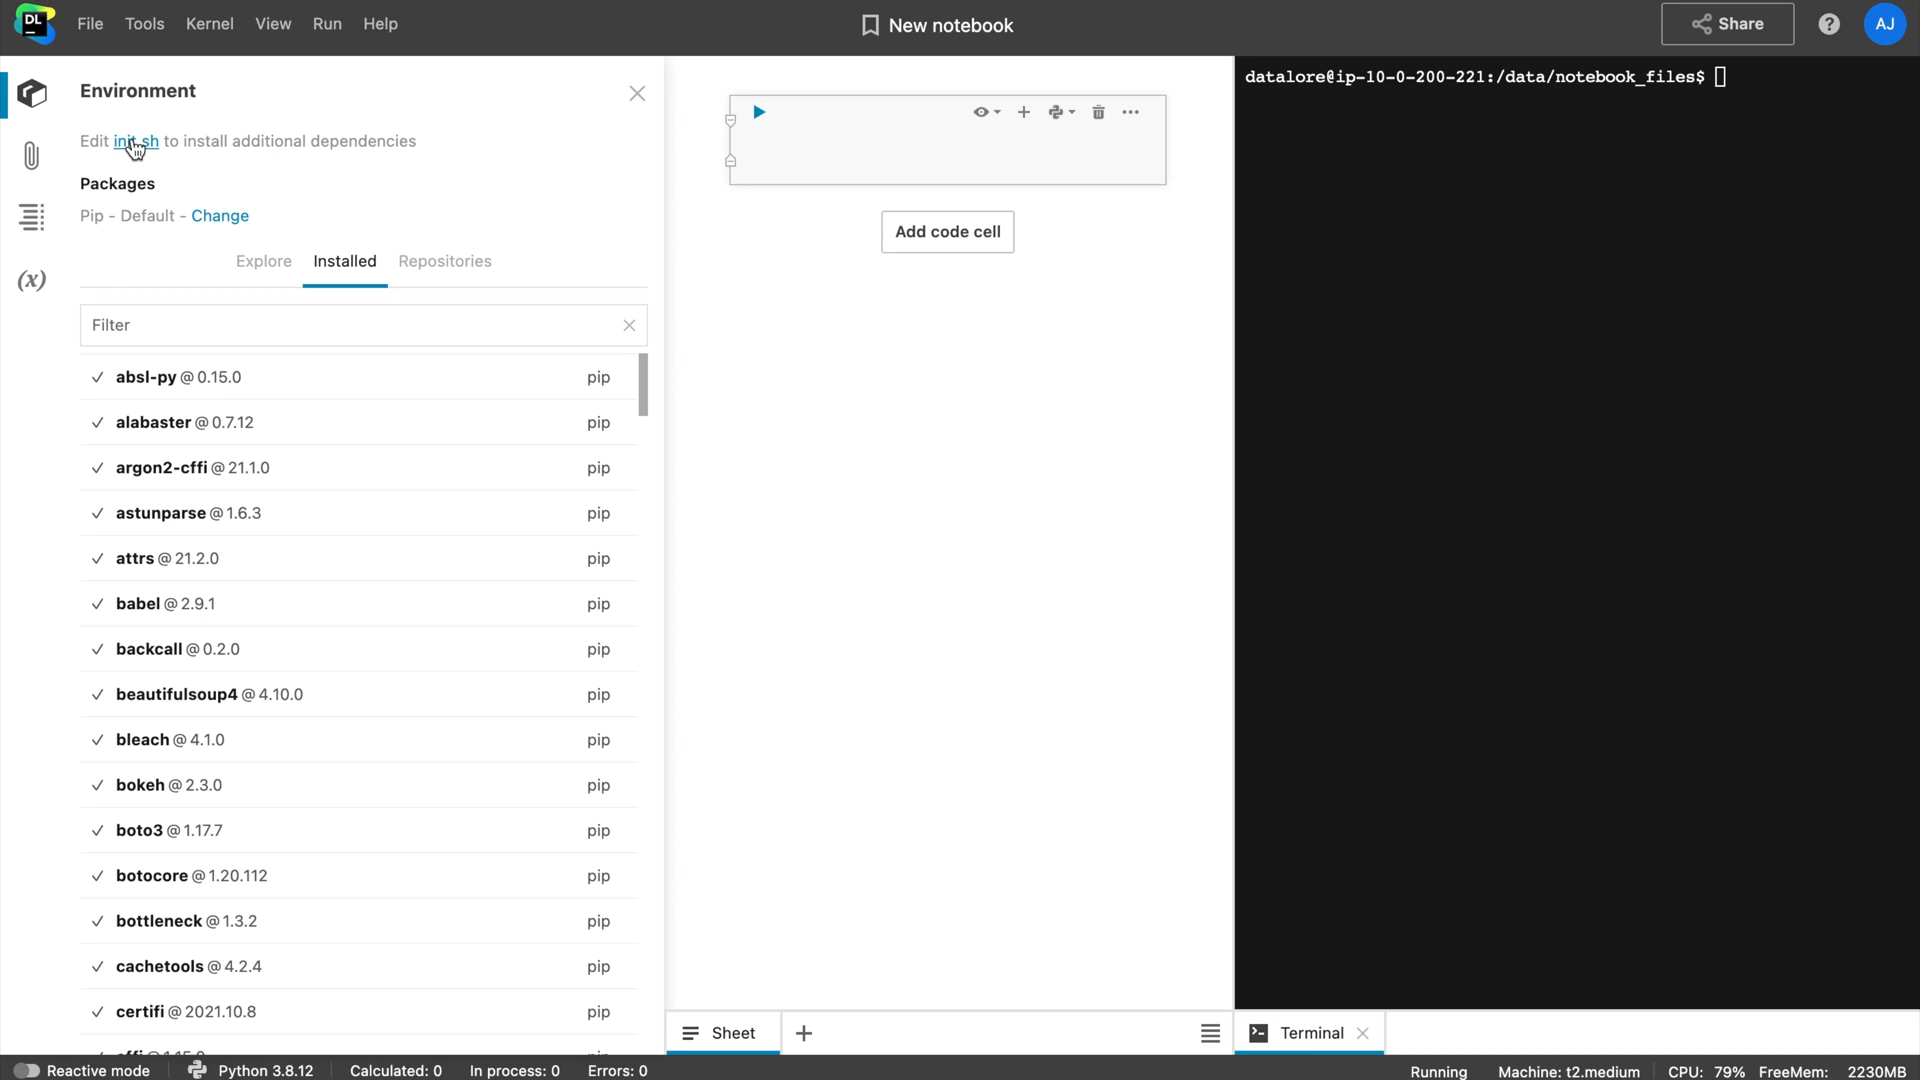 DL File Tools Kernel View Run Help New notebook Share ? AJ
Environment
Edit init.sh to install additional dependencies
Packages
Pip - Default - Change
Explore Installed Repositories
Filter
absl-py @ 0.15.0 pip
alabaster @ 0.7.12 pip
argon2-cffi @ 21.1.0 pip
astunparse @ 1.6.3 pip
attrs @ 21.2.0 pip
babel @ 2.9.1 pip
backcall @ 0.2.0 pip
beautifulsoup4 @ 4.10.0 pip
bleach @ 4.1.0 pip
bokeh @ 2.3.0 pip
boto3 @ 1.17.7 pip
botocore @ 1.20.112 pip
bottleneck @ 1.3.2 pip
cachetools @ 4.2.4 pip
certifi @ 2021.10.8 pip
(x)
Add code cell
datalore@ip-10-0-200-221:/data/notebook_files$
Sheet
Terminal
Reactive mode Python 3.8.12 Calculated: 0 In process: 0 Errors: 0 Running Machine: t2.medium CPU: 79% FreeMem: 2230MB